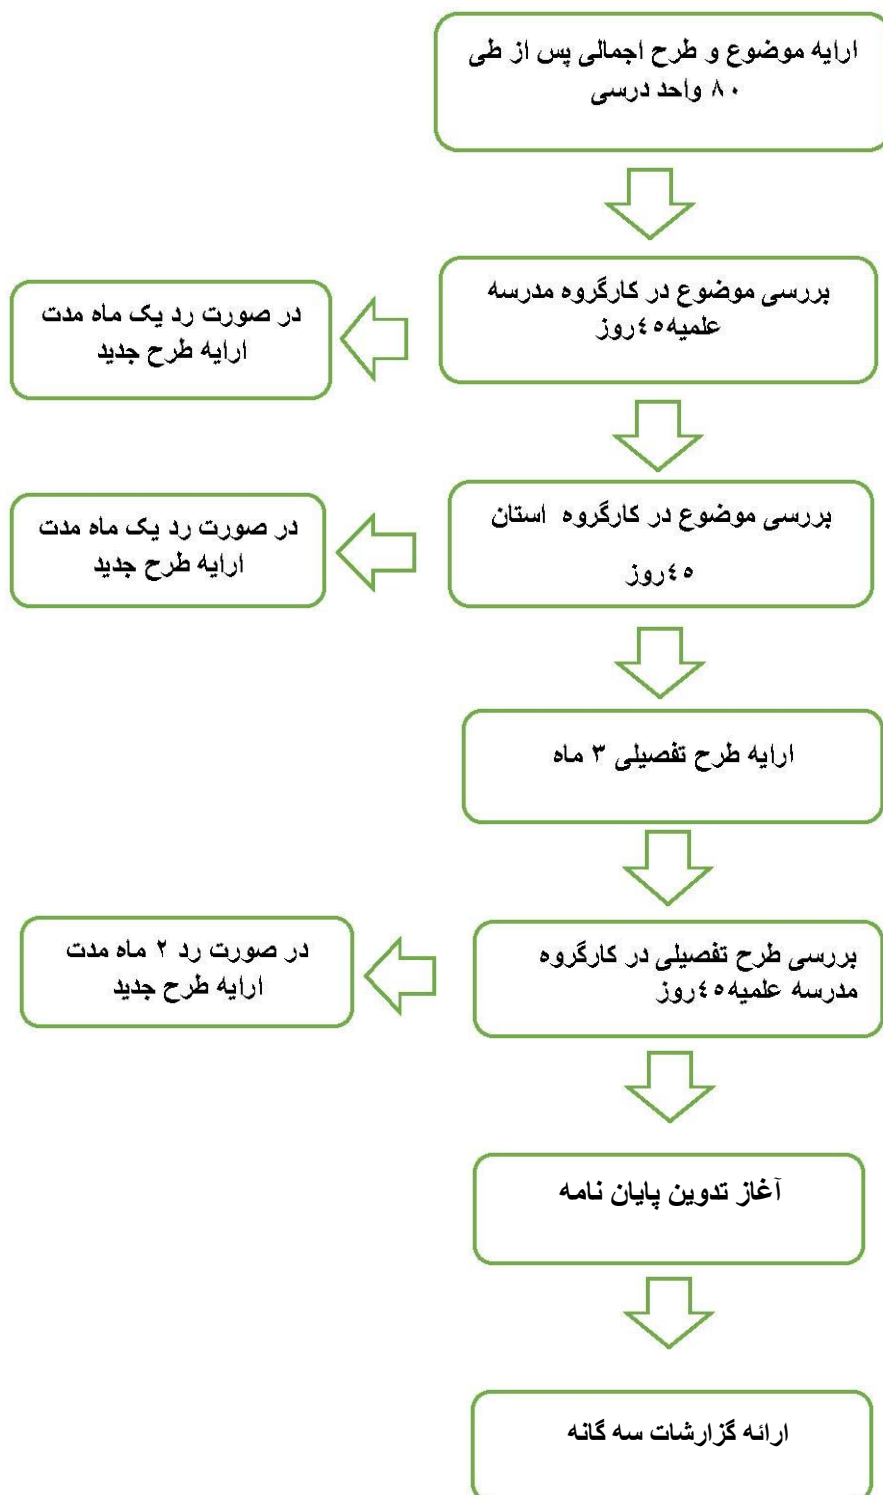 ارایه موضوع و طرح اجمالی پس از طی
۸۰ واحد درسی
بررسی موضوع در کارگروه مدرسه
علمیه٤٥روز
در صورت رد یک ماه مدت
ارایه طرح جدید
بررسی موضوع در کارگروه استان
٤٥روز
در صورت رد یک ماه مدت
ارایه طرح جدید
ارایه طرح تفصیلی ۳ ماه
بررسی طرح تفصیلی در کارگروه
مدرسه علمیه٤٥روز
در صورت رد ۲ ماه مدت
ارایه طرح جدید
آغاز تدوین پایان نامه
ارائه گزارشات سه گانه